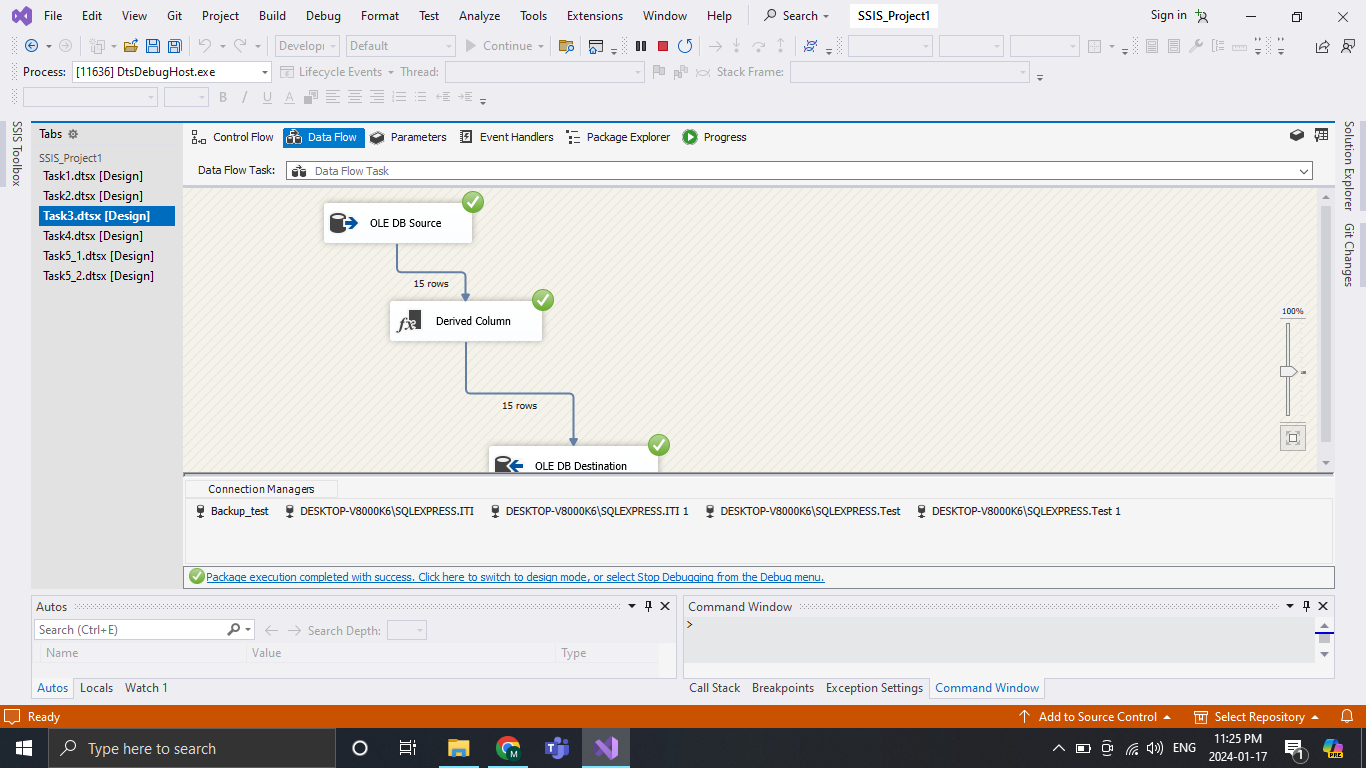 File Edit View Git Project Build Debug Format Test Analyze Tools Extensions Window Help Search SSIS_Project1 Sign in
Develop Default Continue
Process: [11636] DtsDebugHost.exe Lifecycle Events Thread: Stack Frame:
B I U A
SSIS Toolbox
Tabs
SSIS_Project1
Task1.dtsx [Design]
Task2.dtsx [Design]
Task3.dtsx [Design]
Task4.dtsx [Design]
Task5_1.dtsx [Design]
Task5_2.dtsx [Design]
Control Flow Data Flow Parameters Event Handlers Package Explorer Progress
Data Flow Task: Data Flow Task
OLE DB Source
15 rows
fx Derived Column
15 rows
OLE DB Destination
100%
Solution Explorer
Git Changes
Connection Managers
Backup_test DESKTOP-V8000K6\SQLEXPRESS.ITI DESKTOP-V8000K6\SQLEXPRESS.ITI 1 DESKTOP-V8000K6\SQLEXPRESS.Test DESKTOP-V8000K6\SQLEXPRESS.Test 1
Package execution completed with success. Click here to switch to design mode, or select Stop Debugging from the Debug menu.
Autos
Search (Ctrl+E) Search Depth:
Name Value Type
Autos Locals Watch 1
Command Window
>
Call Stack Breakpoints Exception Settings Command Window
Ready Add to Source Control Select Repository
Type here to search
M
ENG
11:25 PM
2024-01-17
1
PRE